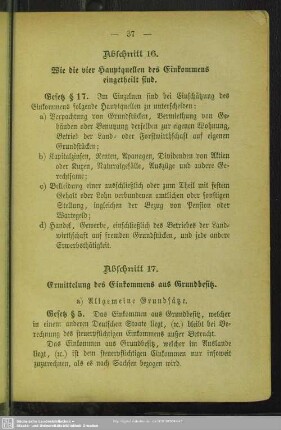 — 37 —
Abschnitt 16.
Wie die vier Hauptquellen des Einkommens
eingetheilt sind.
Gesetz § 17. Im Einzelnen sind bei Einschätzung des
Einkommens folgende Hauptquellen zu unterscheiden:
a) Verpachtung von Grundstücken, Vermiethung von Ge-
bäuden oder Benutzung derselben zur eigenen Wohnung,
Betrieb der Land- oder Forstwirthschaft auf eigenen
Grundstücken;
b) Kapitalzinsen, Renten, Apanagen, Dividenden von Aktien
oder Kuxen, Naturalgefälle, Auszüge und andere Ge-
rechtsame;
c) Bekleidung einer ausschließlich oder zum Theil mit festem
Gehalt oder Lohn verbundenen amtlichen oder sonstigen
Stellung, ingleichen der Bezug von Pension oder
Wartegeld;
d) Handel, Gewerbe, einschließlich des Betriebes der Land-
wirthschaft auf fremden Grundstücken, und jede andere
Erwerbsthätigkeit.
Abschnitt 17.
Ermittelung des Einkommens aus Grundbesitz.
a) Allgemeine Grundsätze.
Gesetz § 5. Das Einkommen aus Grundbesitz, welcher
in einem anderen Deutschen Staate liegt, (ꝛc.) bleibt bei Be-
rechnung des steuerpflichtigen Einkommens außer Betracht.
Das Einkommen aus Grundbesitz, welcher im Auslande
liegt, (ꝛc.) ist dem steuerpflichtigen Einkommen nur insoweit
zuzurechnen, als es nach Sachsen bezogen wird.